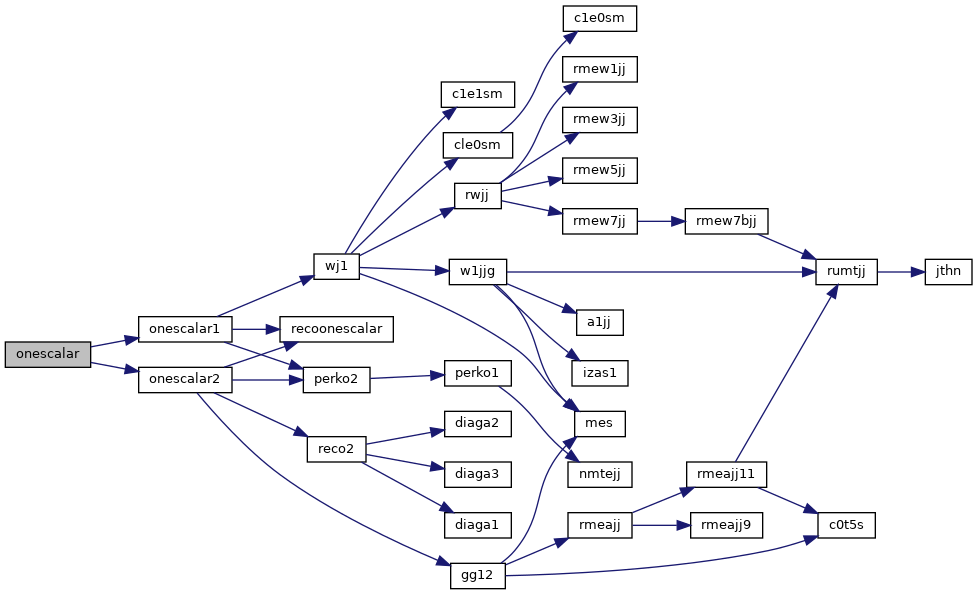 onescalar
onescalar1
onescalar2
wj1
recoonescalar
perko2
reco2
gg12
c1e1sm
cle0sm
rwjj
w1jjg
perko1
diaga2
diaga3
diaga1
c1e0sm
rmew1jj
rmew3jj
rmew5jj
rmew7jj
a1jj
izas1
mes
nmtejj
rmeajj
rmew7bjj
rmeajj11
rmeajj9
rumtjj
c0t5s
jthn